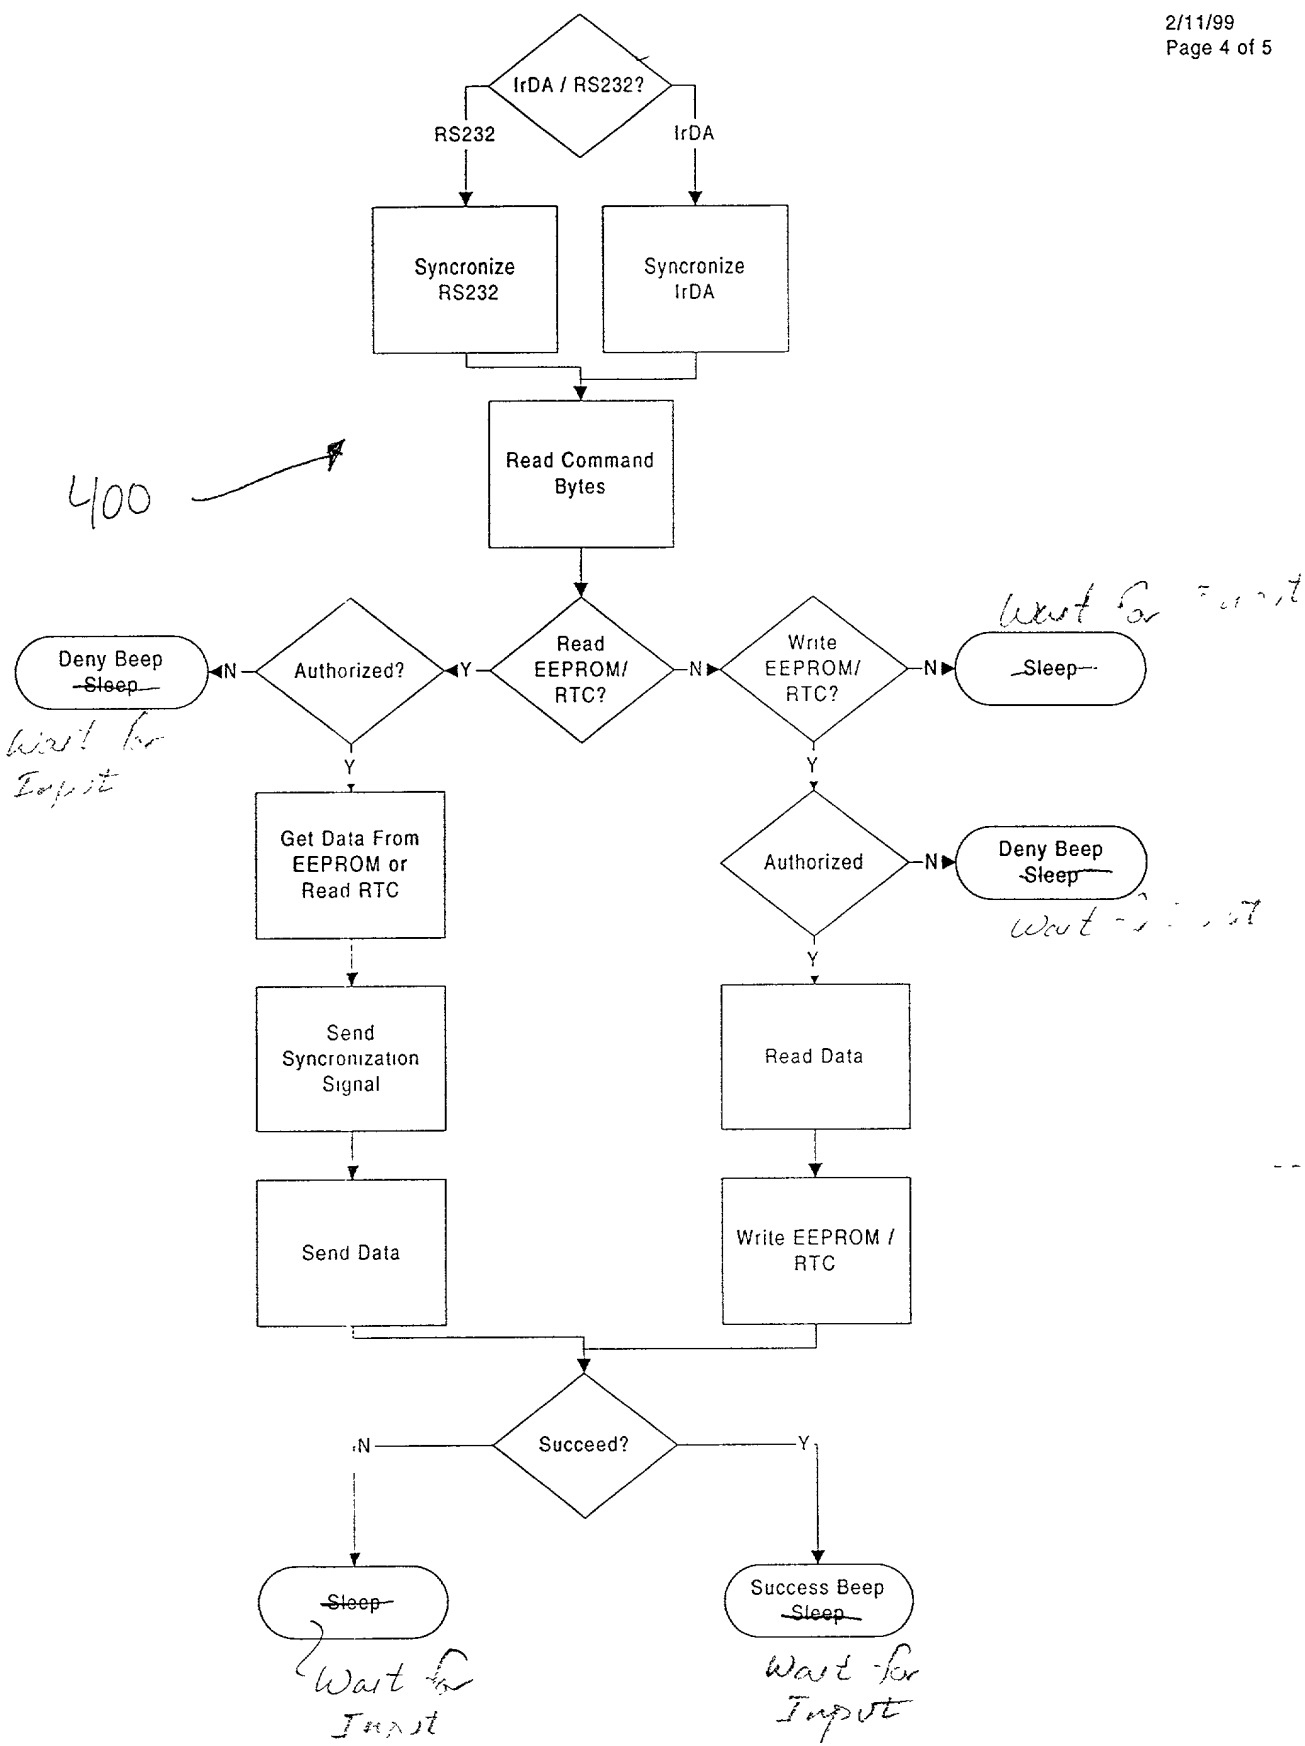 2/11/99
Page 4 of 5
IrDA / RS232?
RS232
IrDA
Syncronize
RS232
Syncronize
IrDA
Read Command
Bytes
400
Wait for
Deny Beep
Sleep
N
Authorized?
Y
Read
EEPROM/
RTC?
N
Write
EEPROM/
RTC?
N
Sleep
Wait for
Input
Y
Y
Get Data From
EEPROM or
Read RTC
Authorized
N
Deny Beep
Sleep
Wait
Y
Send
Syncronization
Signal
Read Data
Send Data
Write EEPROM /
RTC
N
Succeed?
Y
Sleep
Success Beep
Sleep
Wait for
Input
Wait for
Input